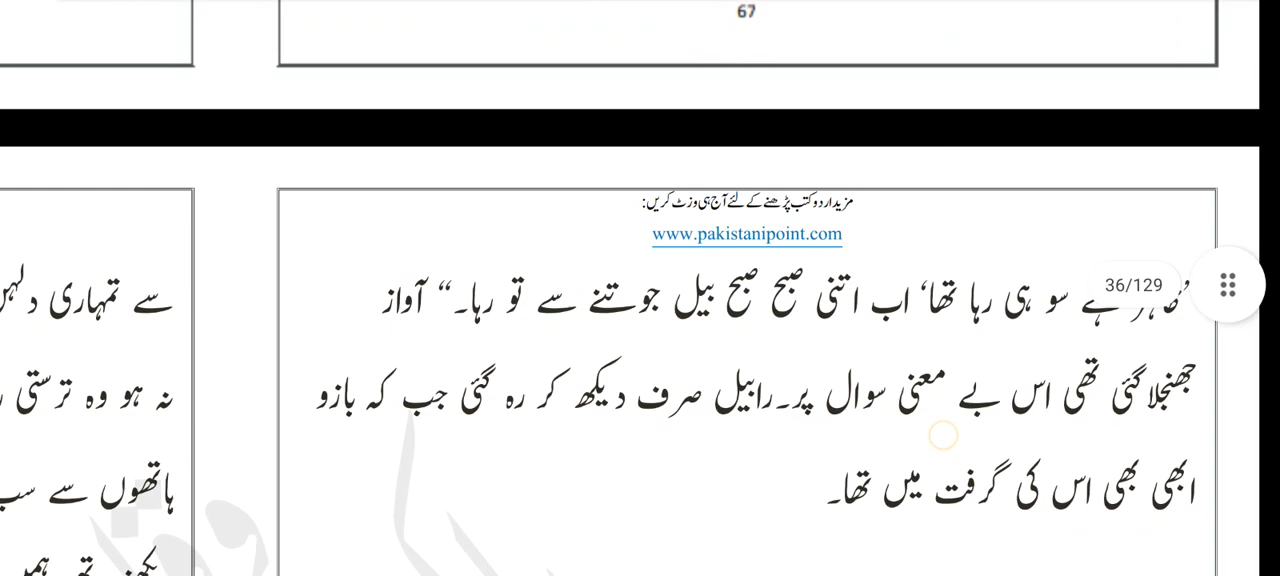 67
مزید اردو کتب پڑھنے کے لئے آج ہی وزٹ کریں:
www.pakistanipoint.com
36/129
ہے سو ہی رہا تھا‘ اب اتنی صبح صبح بیل جوتنے سے تو رہا۔“ آواز
جھنجلا گئی تھی اس بے معنی سوال پر۔رابیل صرف دیکھ کر رہ گئی جب کہ بازو
ابھی بھی اس کی گرفت میں تھا۔
سے تمہاری دلہن
نہ ہو وہ ترستی
ہاتھوں سے سب